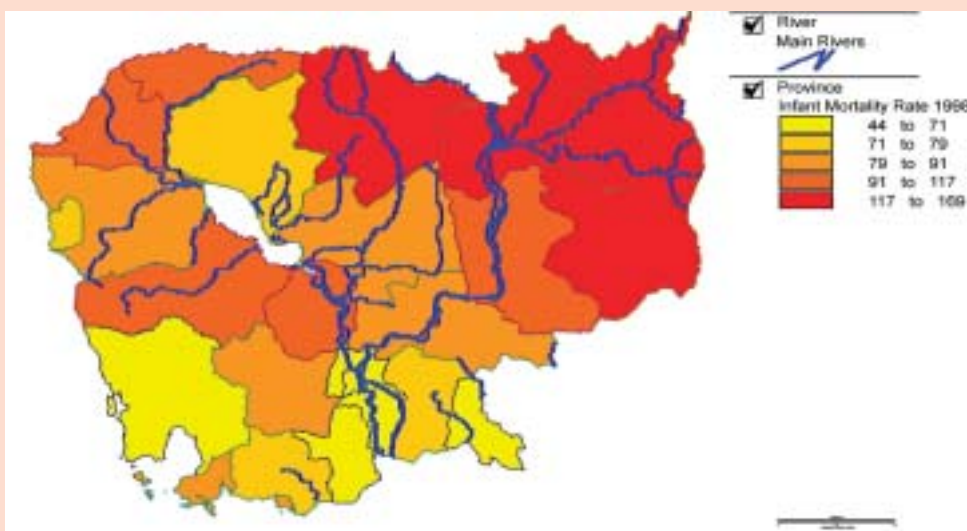 River
Main Rivers
Province
Infant Mortality Rate 1998
44 to 71
71 to 79
79 to 91
91 to 117
117 to 169